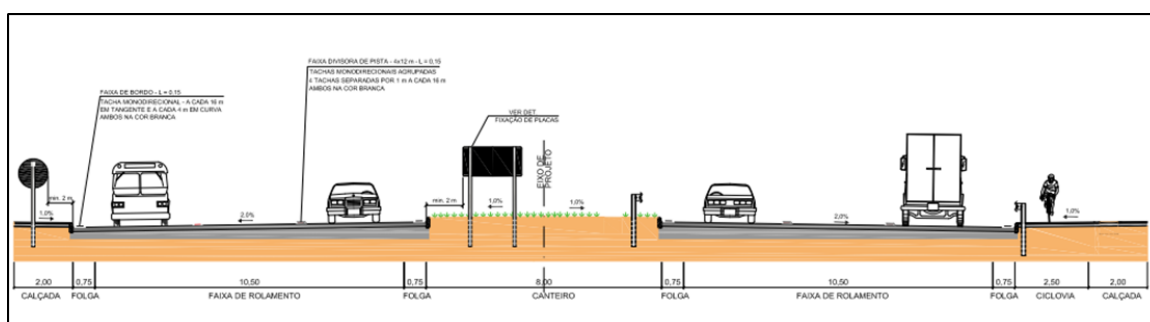 FAIXA DIVISORA DE PISTA - 4x12 m - L = 0.15
TACHAS MONODIRECIONAIS AGRUPADAS
4 TACHAS SEPARADAS POR 1 m A CADA 16 m
AMBOS NA COR BRANCA
FAIXA DE BORDO - L = 0.15
TACHA MONODIRECIONAL - A CADA 16 m
EM TANGENTE E A CADA 4 m EM CURVA
AMBOS NA COR BRANCA
VER DET.
FIXAÇÃO DE PLACAS
EIXO DE
PROJETO
min. 2 m
min. 2 m
1,0%
2,0%
1,0%
1,0%
2,0%
1,0%
2,00 0,75 10,50 0,75 8,00 0,75 10,50 0,75 2,50 2,00
CALÇADA FOLGA FAIXA DE ROLAMENTO FOLGA CANTEIRO FOLGA FAIXA DE ROLAMENTO FOLGA CICLOVIA CALÇADA